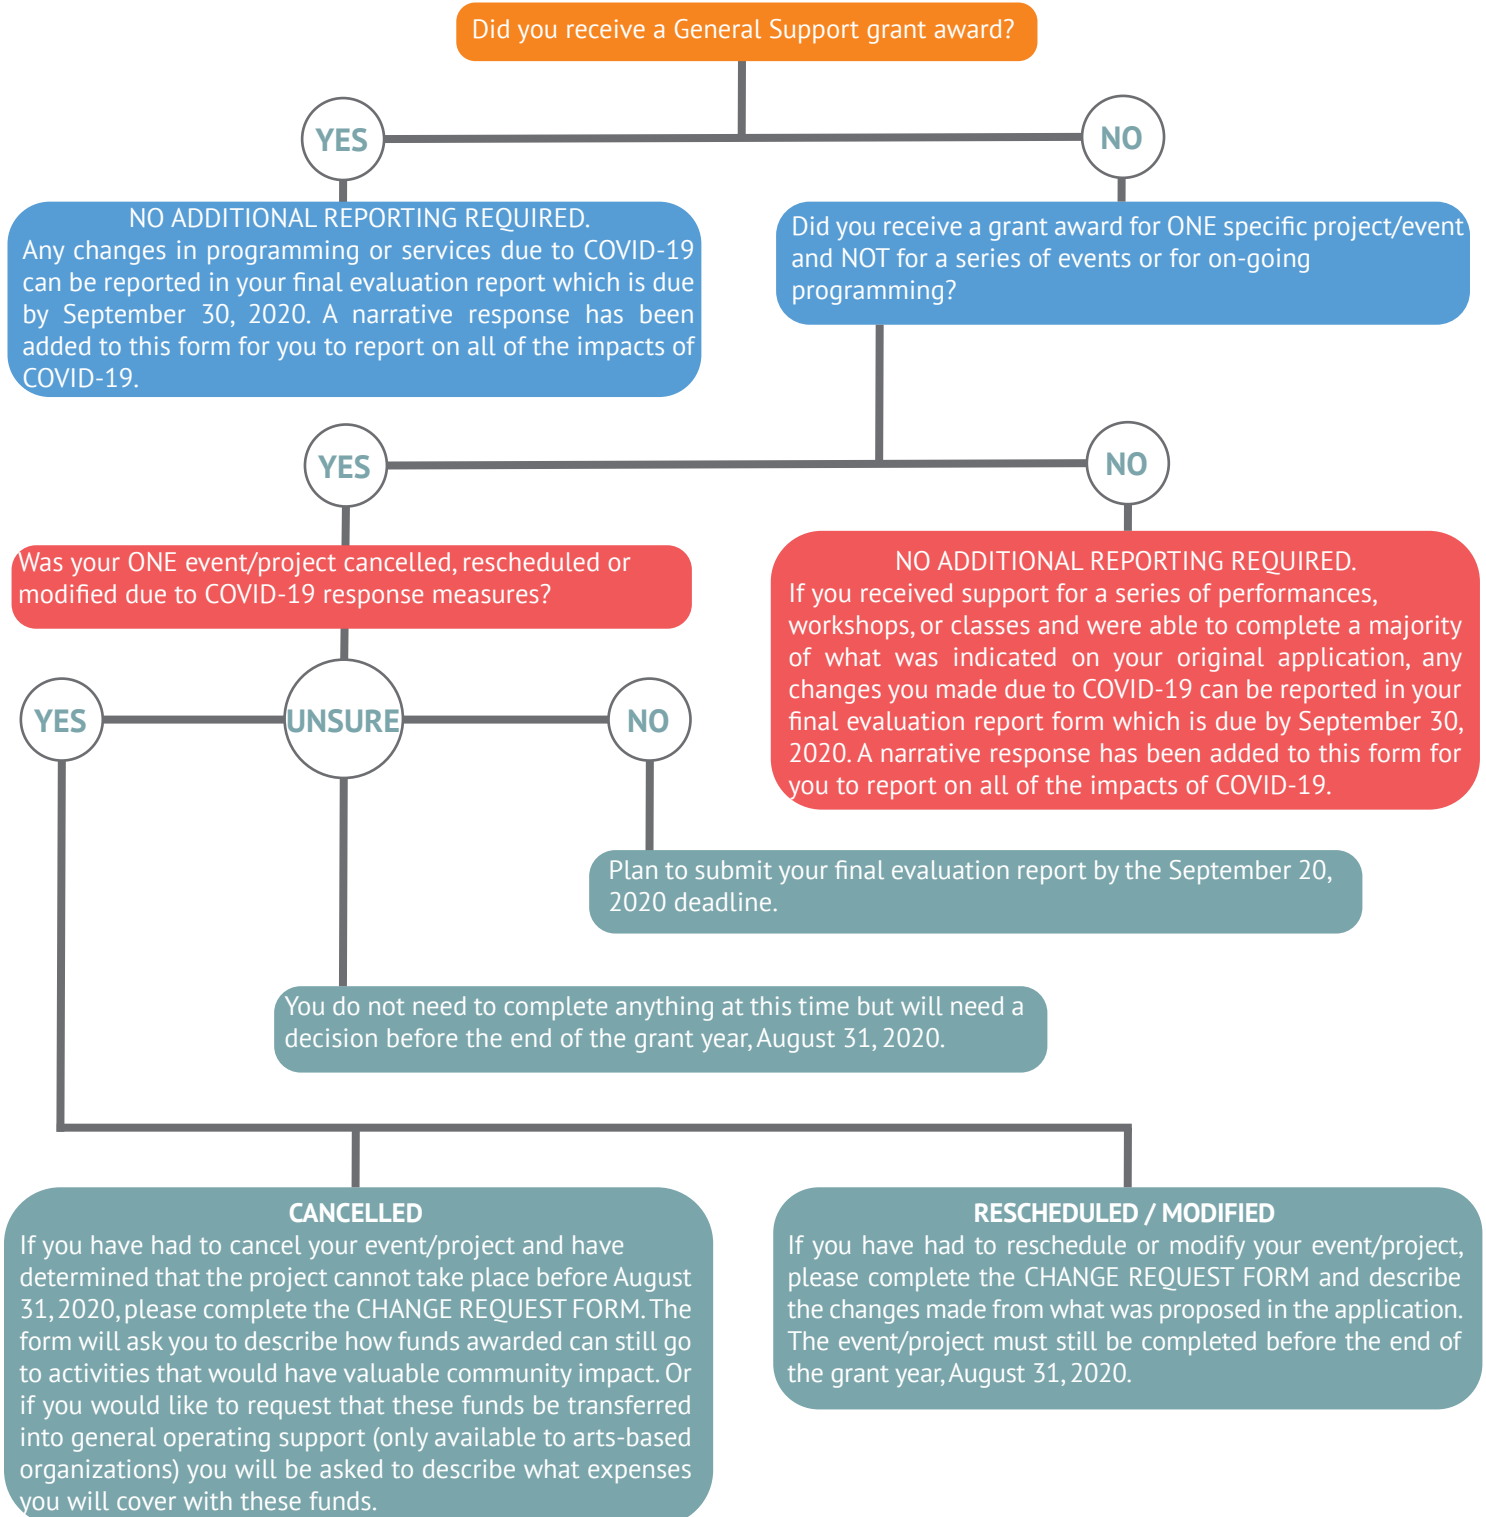 Did you receive a General Support grant award?
YES
NO
NO ADDITIONAL REPORTING REQUIRED.
Any changes in programming or services due to COVID-19
can be reported in your final evaluation report which is due
by September 30, 2020. A narrative response has been
added to this form for you to report on all of the impacts of
COVID-19.
Did you receive a grant award for ONE specific project/event
and NOT for a series of events or for on-going
programming?
YES
NO
Was your ONE event/project cancelled, rescheduled or
modified due to COVID-19 response measures?
NO ADDITIONAL REPORTING REQUIRED.
If you received support for a series of performances,
workshops, or classes and were able to complete a majority
of what was indicated on your original application, any
changes you made due to COVID-19 can be reported in your
final evaluation report form which is due by September 30,
2020. A narrative response has been added to this form for
you to report on all of the impacts of COVID-19.
YES
UNSURE
NO
Plan to submit your final evaluation report by the September 20,
2020 deadline.
You do not need to complete anything at this time but will need a
decision before the end of the grant year, August 31, 2020.
CANCELLED
If you have had to cancel your event/project and have
determined that the project cannot take place before August
31, 2020, please complete the CHANGE REQUEST FORM. The
form will ask you to describe how funds awarded can still go
to activities that would have valuable community impact. Or
if you would like to request that these funds be transferred
into general operating support (only available to arts-based
organizations) you will be asked to describe what expenses
you will cover with these funds.
RESCHEDULED / MODIFIED
If you have had to reschedule or modify your event/project,
please complete the CHANGE REQUEST FORM and describe
the changes made from what was proposed in the application.
The event/project must still be completed before the end of
the grant year, August 31, 2020.